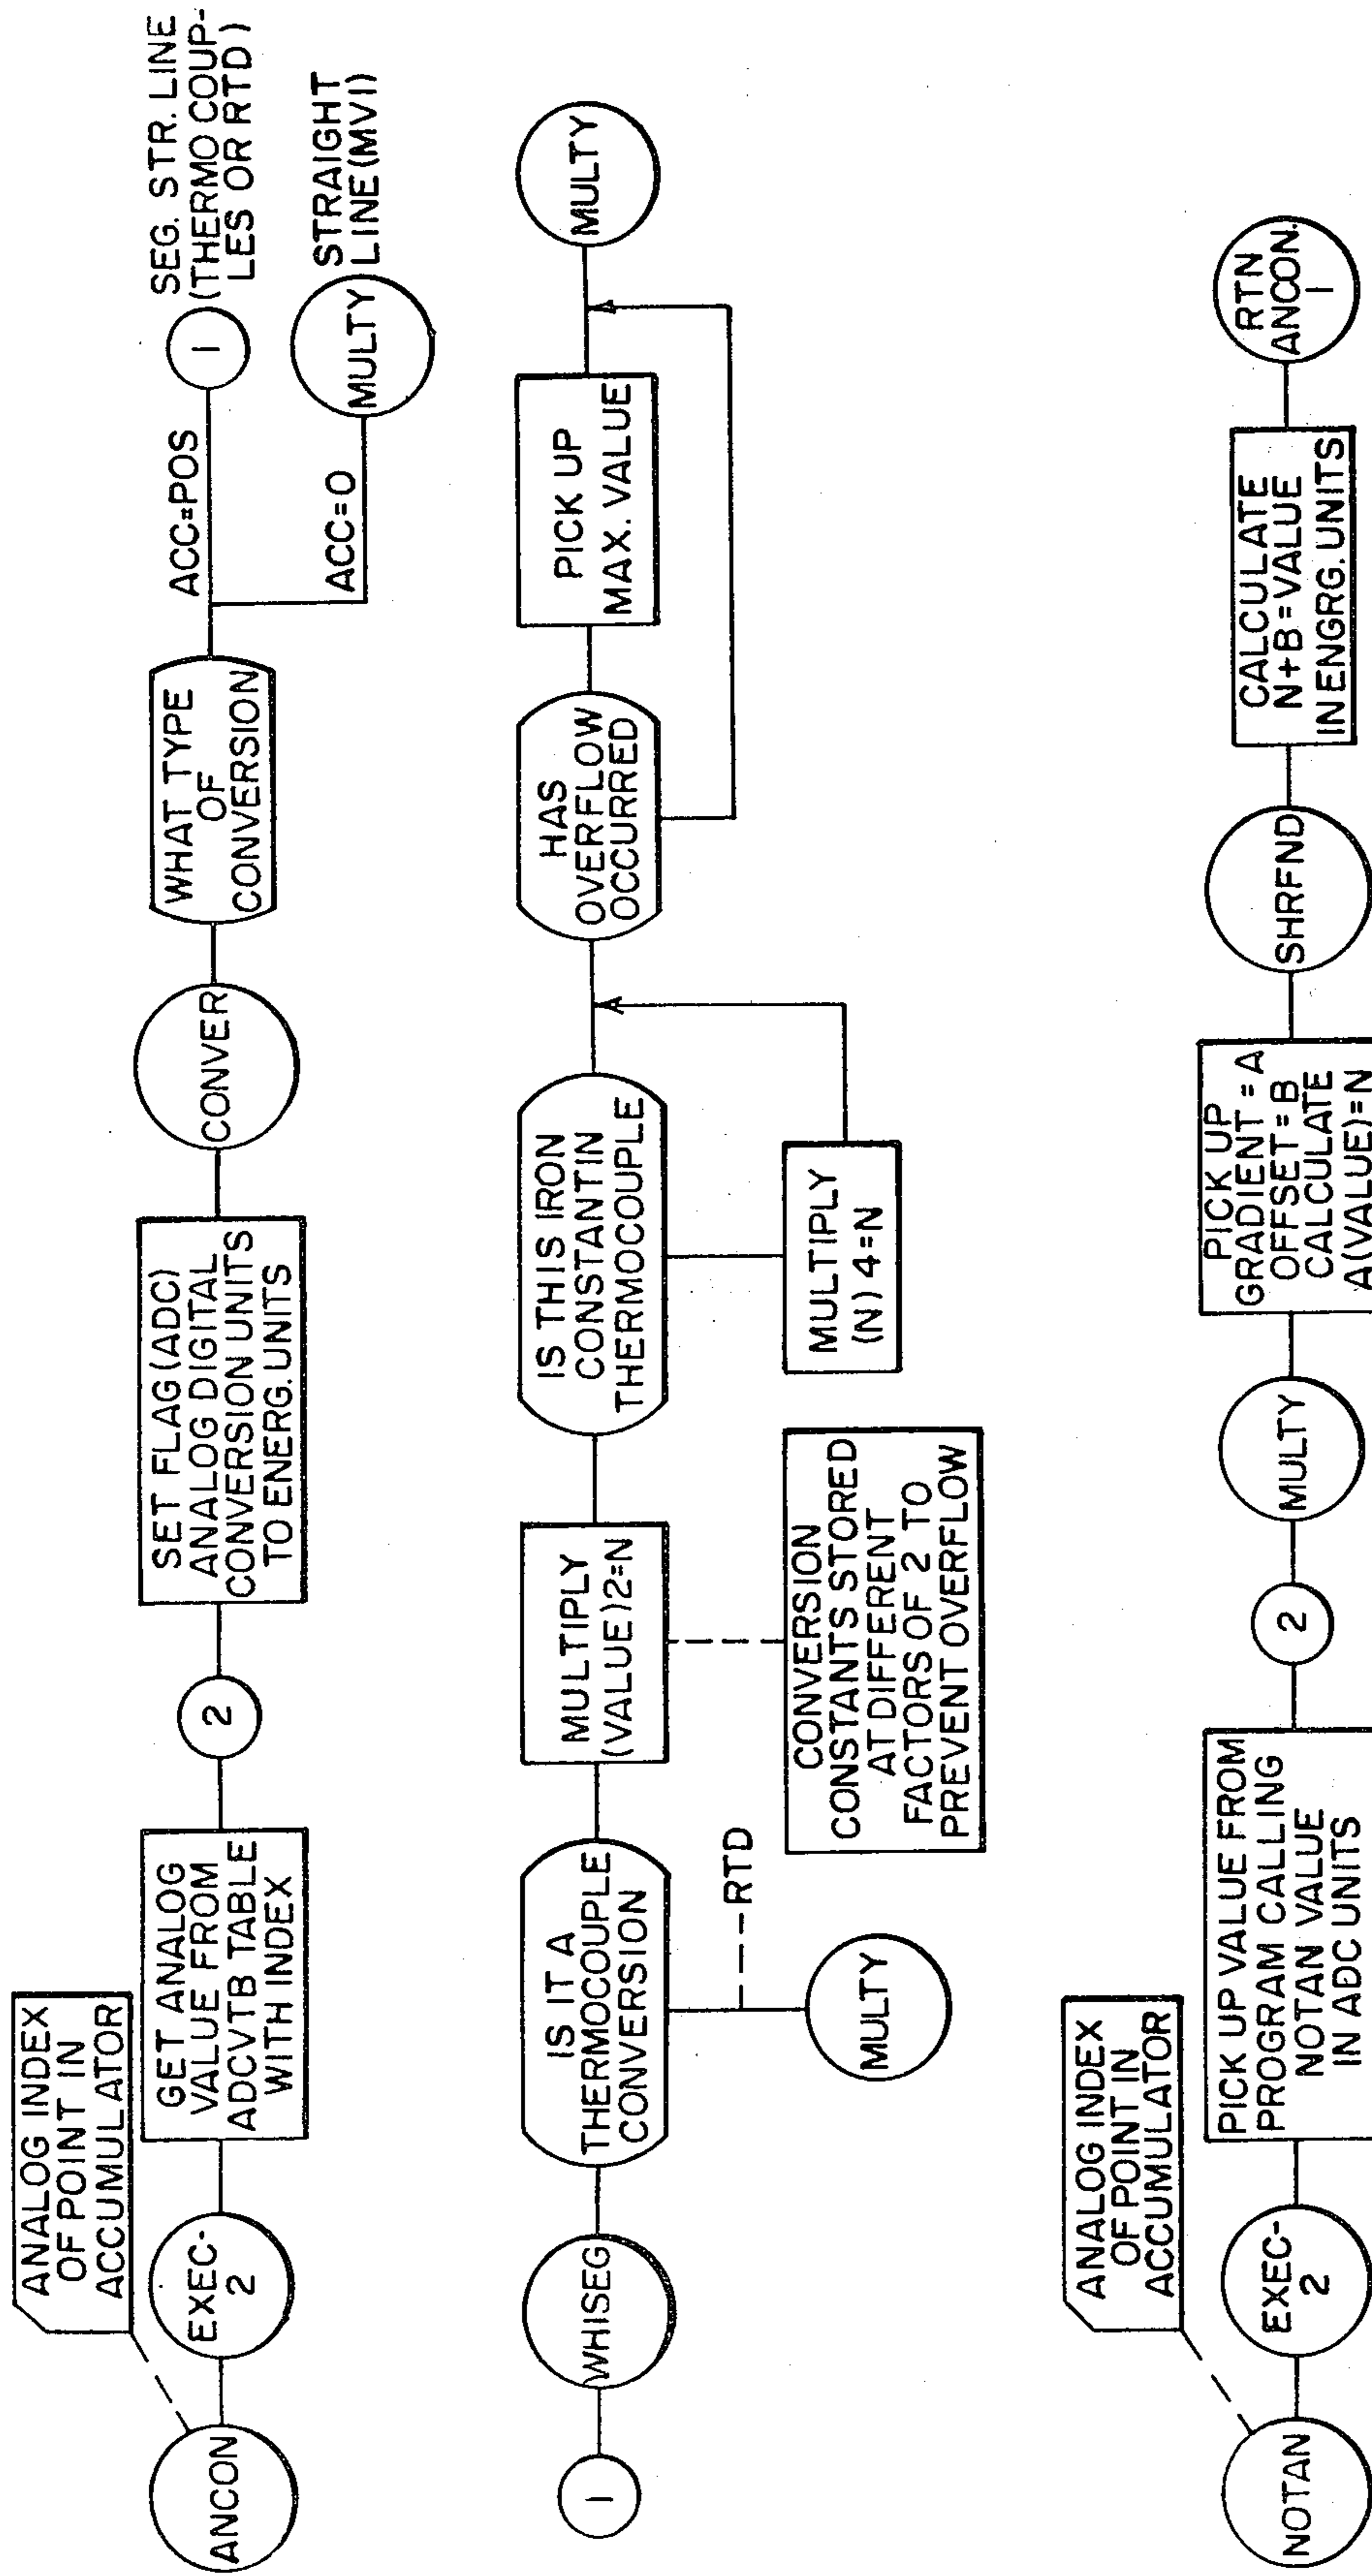 ANALOG INDEX
OF POINT IN
ACCUMULATOR
ANCON
EXEC-
2
GET ANALOG
VALUE FROM
ADCVTB TABLE
WITH INDEX
2
SET FLAG (ADC)
ANALOG DIGITAL
CONVERSION UNITS
TO ENERG. UNITS
CONVER
WHAT TYPE
OF
CONVERSION
ACC=POS
1
SEG. STR. LINE
(THERMO COUP-
LES OR RTD)
ACC=0
MULTY
STRAIGHT
LINE (MVI)
1
WHISEG
IS IT A
THERMOCOUPLE
CONVERSION
RTD
MULTY
MULTIPLY
(VALUE)2=N
CONVERSION
CONSTANTS STORED
AT DIFFERENT
FACTORS OF 2 TO
PREVENT OVERFLOW
IS THIS IRON
CONSTANTIN
THERMOCOUPLE
MULTIPLY
(N) 4=N
HAS
OVERFLOW
OCCURRED
PICK UP
MAX. VALUE
MULTY
ANALOG INDEX
OF POINT IN
ACCUMULATOR
NOTAN
EXEC-
2
PICK UP VALUE FROM
PROGRAM CALLING
NOTAN VALUE
IN ADC UNITS
2
MULTY
PICK UP
GRADIENT = A
OFFSET = B
CALCULATE
A(VALUE)=N
SHRFND
CALCULATE
N+B=VALUE
IN ENGRG. UNITS
RTN
ANCON.
1